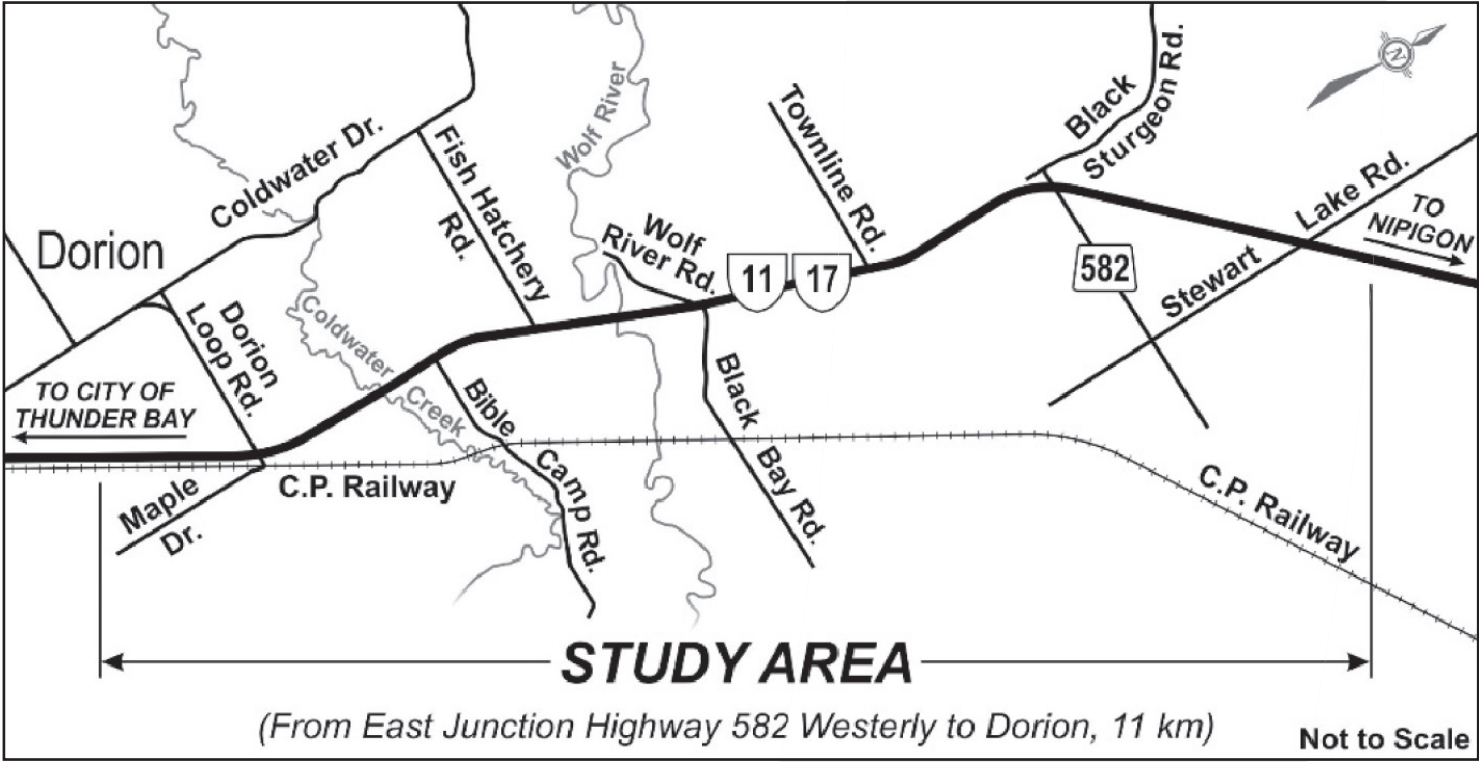 Black
Sturgeon Rd.
N
Wolf River
Townline Rd.
Coldwater Dr.
Fish Hatchery
Rd.
Lake Rd.
Stewart
TO
NIPIGON
Dorion
Wolf
River Rd.
11
17
582
Dorion
Loop Rd.
Coldwater
Creek
TO CITY OF
THUNDER BAY
Bible
Camp Rd.
Black
Bay Rd.
C.P. Railway
C.P. Railway
Maple
Dr.
STUDY AREA
(From East Junction Highway 582 Westerly to Dorion, 11 km)
Not to Scale